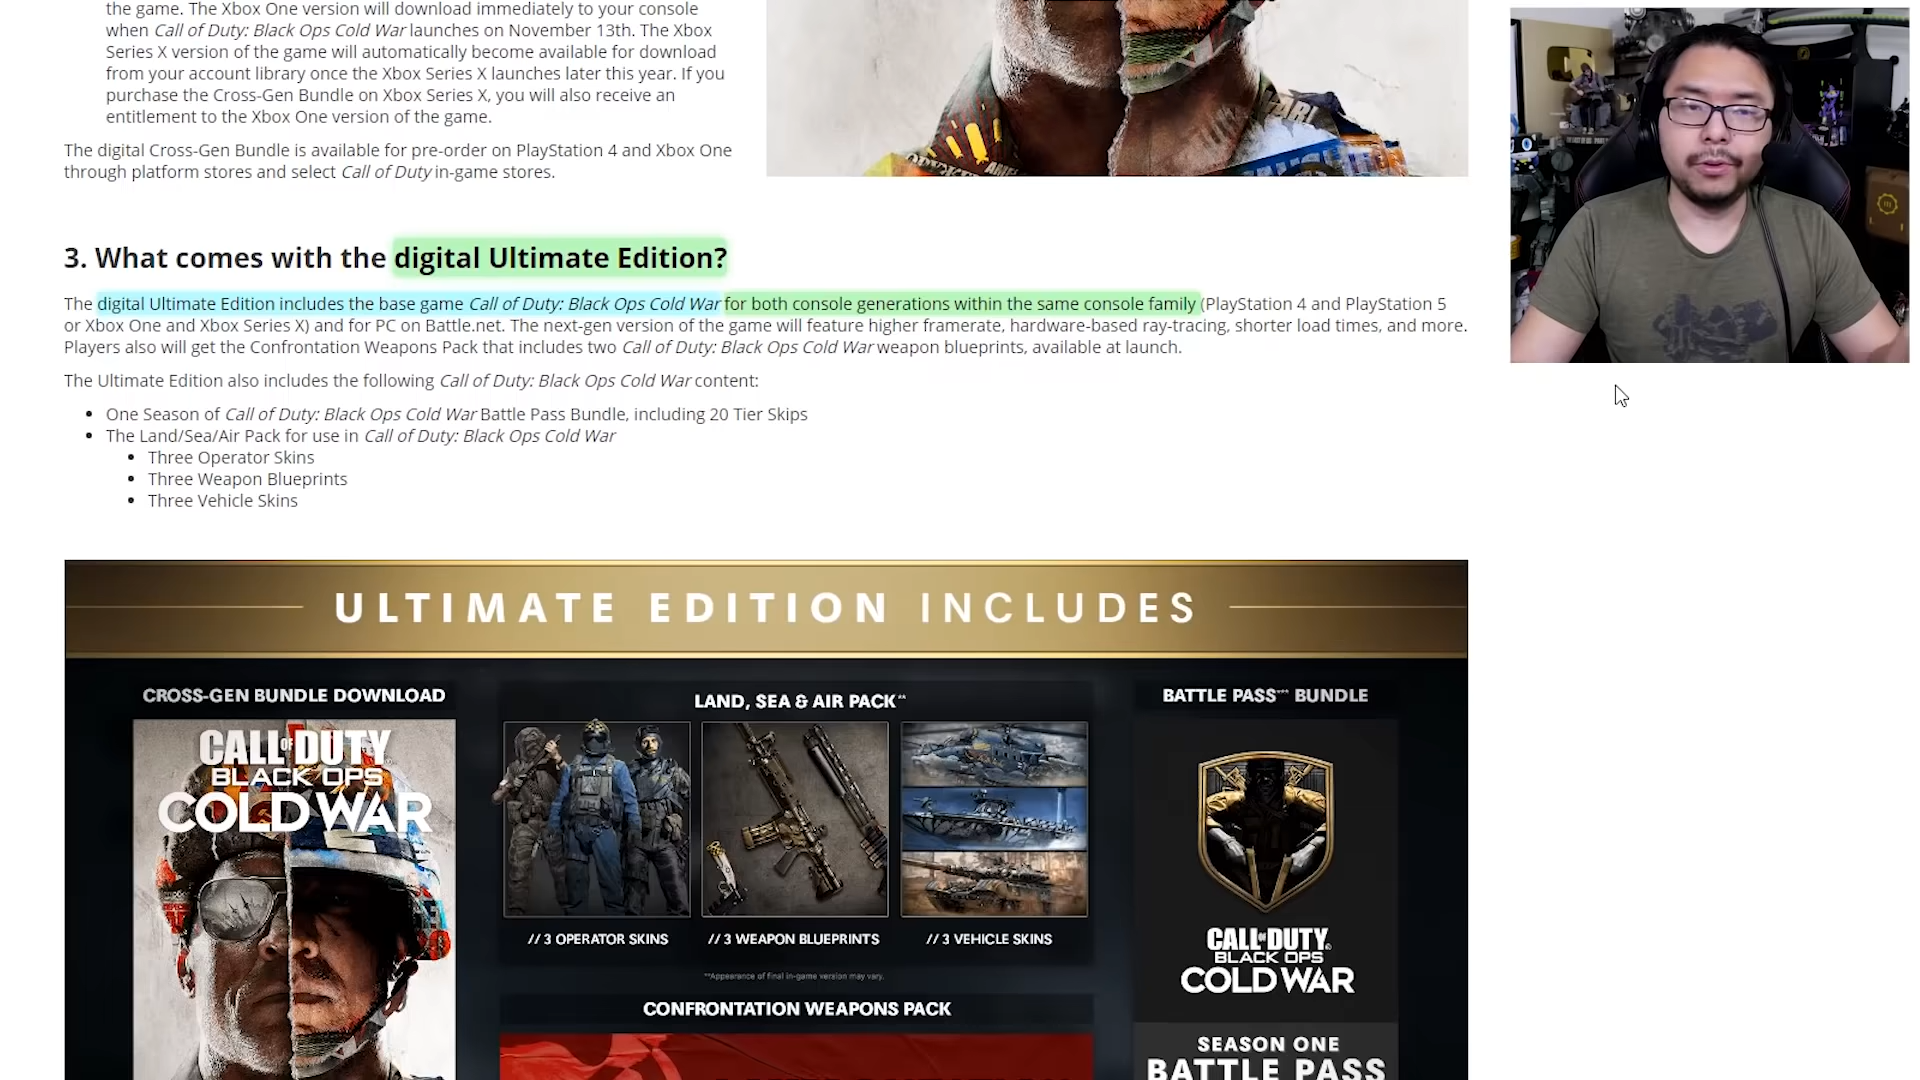 the game. The Xbox One version will download immediately to your console
when Call of Duty: Black Ops Cold War launches on November 13th. The Xbox
Series X version of the game will automatically become available for download
from your account library once the Xbox Series X launches later this year. If you
purchase the Cross-Gen Bundle on Xbox Series X, you will also receive an
entitlement to the Xbox One version of the game.
The digital Cross-Gen Bundle is available for pre-order on PlayStation 4 and Xbox One
through platform stores and select Call of Duty in-game stores.
3. What comes with the digital Ultimate Edition?
The digital Ultimate Edition includes the base game Call of Duty: Black Ops Cold War for both console generations within the same console family (PlayStation 4 and PlayStation 5
or Xbox One and Xbox Series X) and for PC on Battle.net. The next-gen version of the game will feature higher framerate, hardware-based ray-tracing, shorter load times, and more.
Players also will get the Confrontation Weapons Pack that includes two Call of Duty: Black Ops Cold War weapon blueprints, available at launch.
The Ultimate Edition also includes the following Call of Duty: Black Ops Cold War content:
• One Season of Call of Duty: Black Ops Cold War Battle Pass Bundle, including 20 Tier Skips
• The Land/Sea/Air Pack for use in Call of Duty: Black Ops Cold War
• Three Operator Skins
• Three Weapon Blueprints
• Three Vehicle Skins
ULTIMATE EDITION INCLUDES
CROSS-GEN BUNDLE DOWNLOAD
CALL OF DUTY
BLACK OPS
COLD WAR
LAND, SEA & AIR PACK**
// 3 OPERATOR SKINS
// 3 WEAPON BLUEPRINTS
// 3 VEHICLE SKINS
**Appearance of final in-game version may vary.
CONFRONTATION WEAPONS PACK
BATTLE PASS*** BUNDLE
CALL OF DUTY®
BLACK OPS
COLD WAR
SEASON ONE
BATTLE PASS